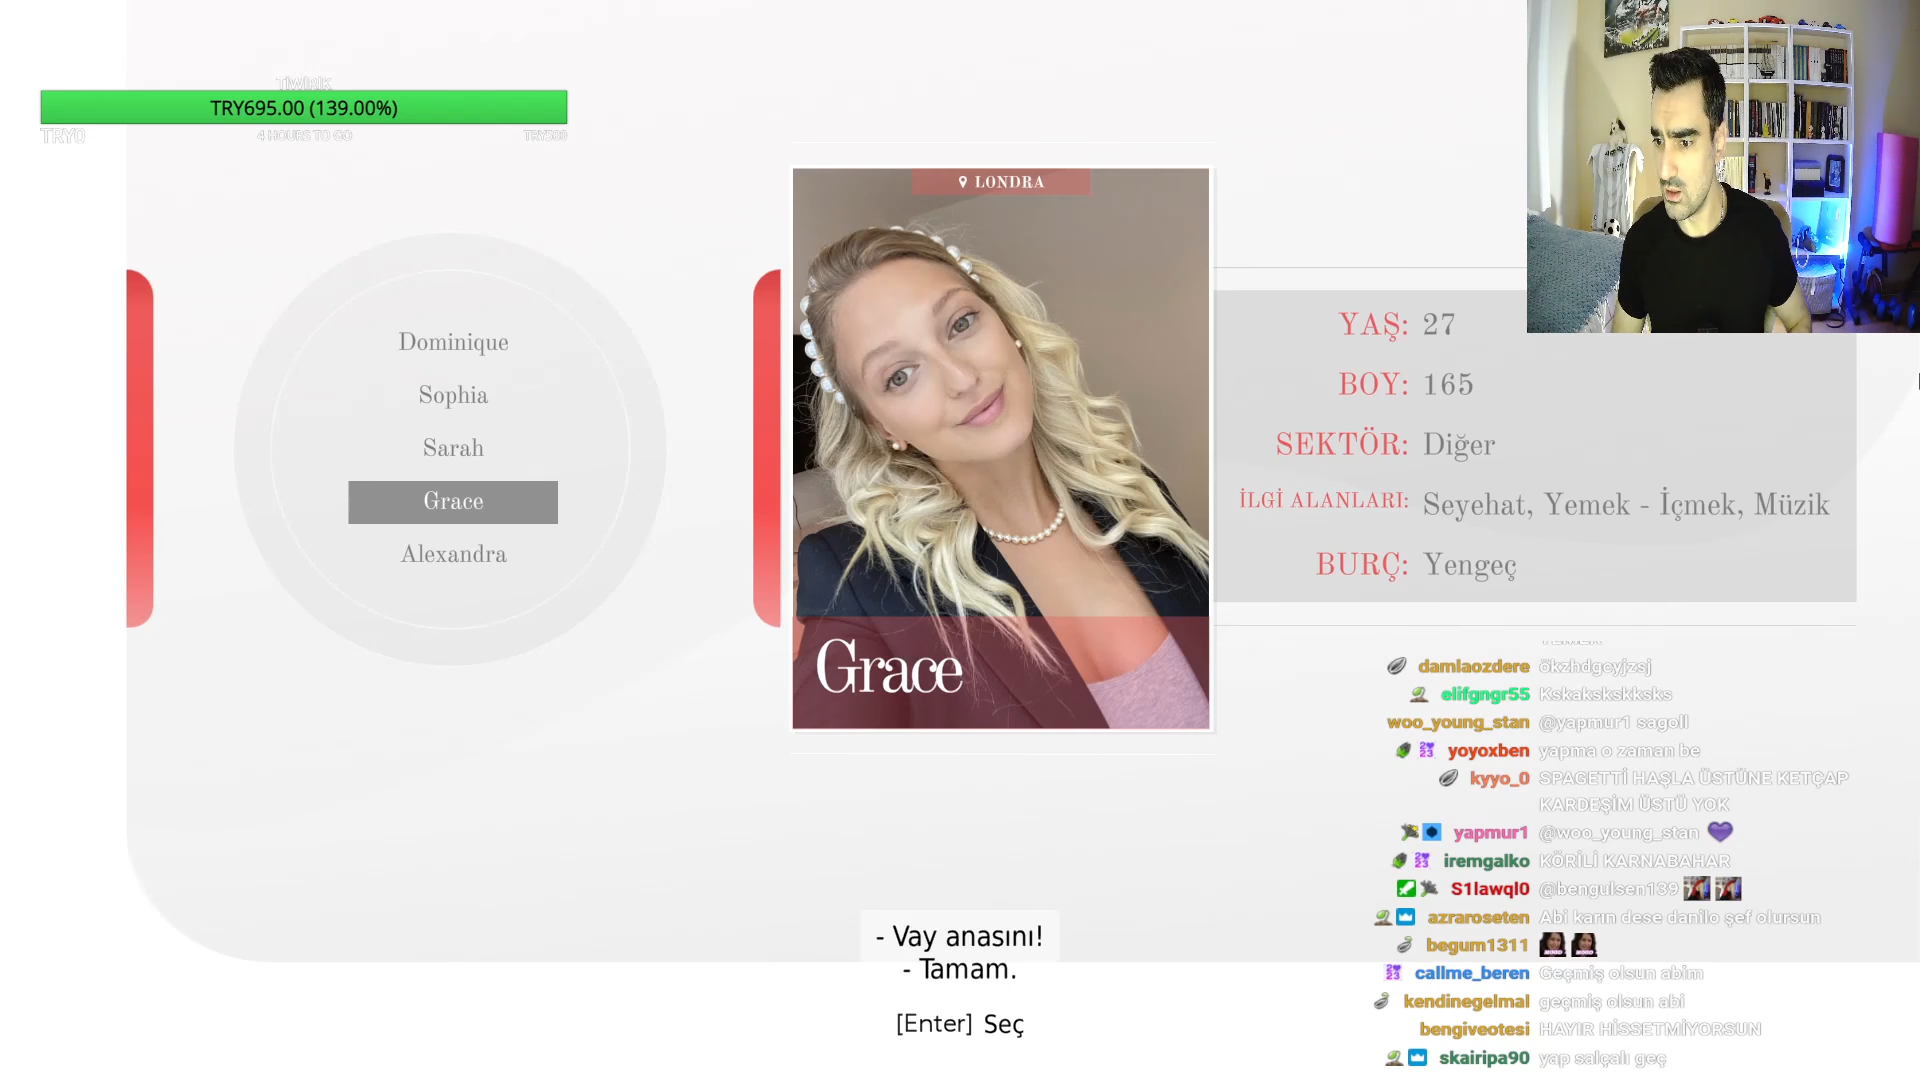 TiWiRiK
TRY695.00 (139.00%)
TRY0
4 HOURS TO GO
TRY500
Dominique
Sophia
Sarah
Grace
Alexandra
LONDRA
Grace
YAŞ: 27
BOY: 165
SEKTÖR: Diğer
İLGİ ALANLARI: Seyehat, Yemek - İçmek, Müzik
BURÇ: Yengeç
damlaozdere ökzhdgcyjzsj
elifgngr55 Kskakskskksks
woo_young_stan @yapmur1 sagoll
yoyoxben yapma o zaman be
kyyo_0 SPAGETTİ HAŞLA ÜSTÜNE KETÇAP
KARDEŞİM ÜSTÜ YOK
yapmur1 @woo_young_stan
iremgalko KÖRİLİ KARNABAHAR
S1lawql0 @bengulsen139
azraroseten Abi karın dese danilo şef olursun
begum1311
callme_beren Geçmiş olsun abim
kendinegelmal geçmiş olsun abi
bengiveotesi HAYIR HİSSETMİYORSUN
skairipa90 yap salçalı geç
- Vay anasını!
- Tamam.
[Enter] Seç